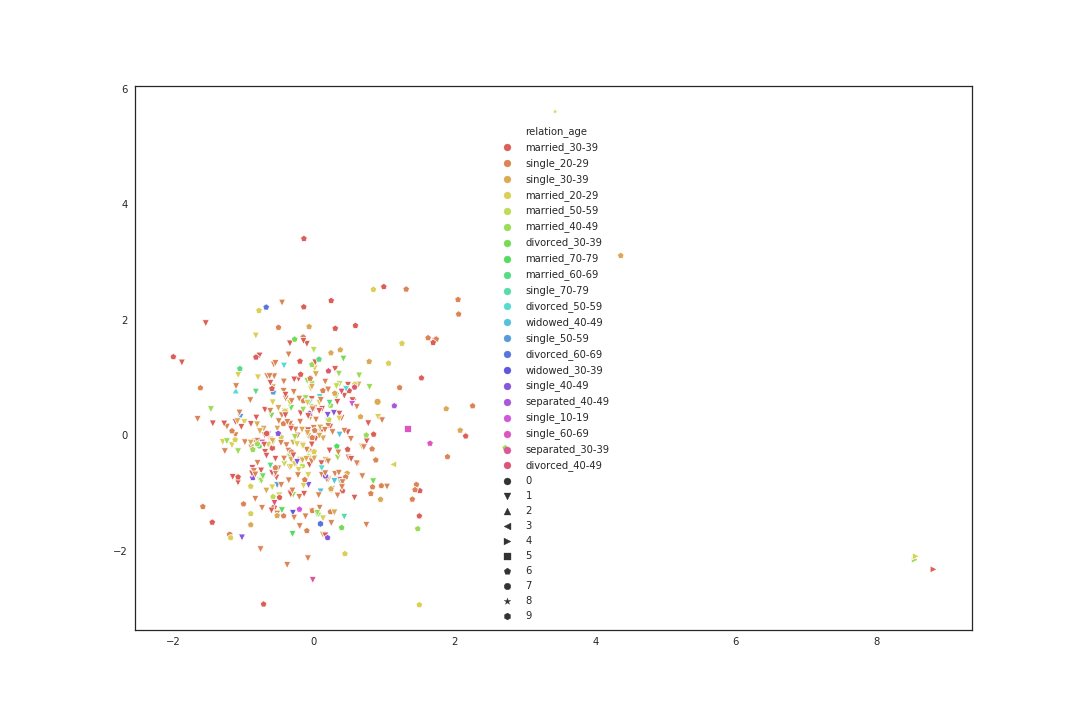 6
4
2
0
−2
relation_age
married_30-39
single_20-29
single_30-39
married_20-29
married_50-59
married_40-49
divorced_30-39
married_70-79
married_60-69
single_70-79
divorced_50-59
widowed_40-49
single_50-59
divorced_60-69
widowed_30-39
single_40-49
separated_40-49
single_10-19
single_60-69
separated_30-39
divorced_40-49
0
1
2
3
4
5
6
7
8
9
−2 0 2 4 6 8